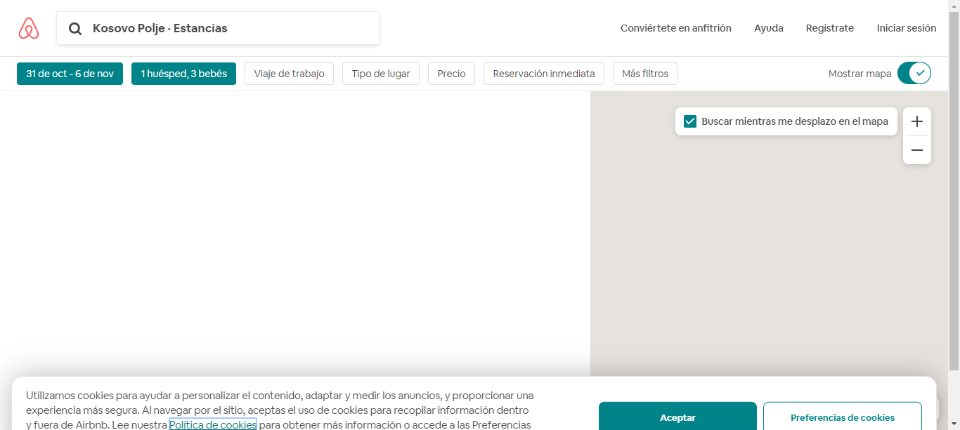 Kosovo Polje · Estancias
Conviértete en anfitrión
Ayuda
Regístrate
Iniciar sesión
31 de oct - 6 de nov
1 huésped, 3 bebés
Viaje de trabajo
Tipo de lugar
Precio
Reservación inmediata
Más filtros
Mostrar mapa
Buscar mientras me desplazo en el mapa
Utilizamos cookies para ayudar a personalizar el contenido, adaptar y medir los anuncios, y proporcionar una
experiencia más segura. Al navegar por el sitio, aceptas el uso de cookies para recopilar información dentro
y fuera de Airbnb. Lee nuestra Política de cookies para obtener más información o accede a las Preferencias
Aceptar
Preferencias de cookies